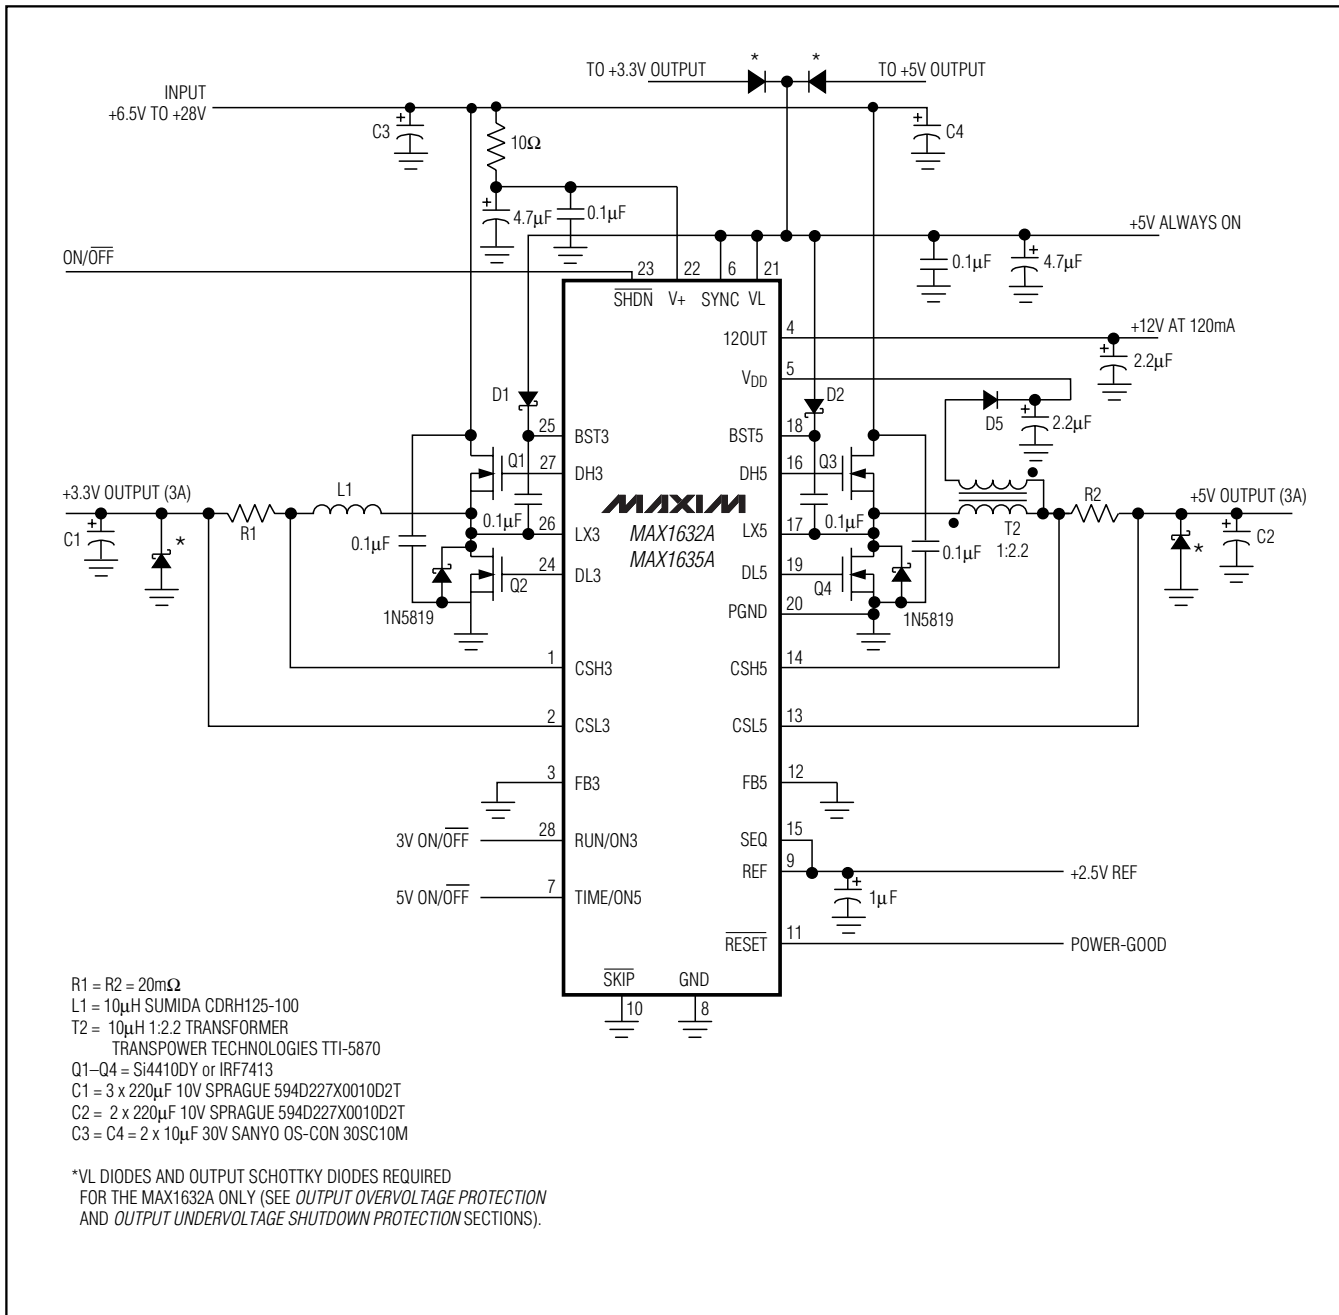 TO +3.3V OUTPUT
*
*
TO +5V OUTPUT
INPUT
+6.5V TO +28V
C3
+
10Ω
+
C4
+
4.7μF
0.1μF
+5V ALWAYS ON
ON/OFF
23
22
6
21
0.1μF
+
4.7μF
SHDN
V+
SYNC
VL
12OUT
4
+12V AT 120mA
+
2.2μF
VDD
5
D1
D2
D5
+
2.2μF
25
BST3
BST5
18
Q1
27
DH3
DH5
16
Q3
+3.3V OUTPUT (3A)
L1
MAXIM
R2
+5V OUTPUT (3A)
C1
+
*
R1
0.1μF
0.1μF
26
LX3
MAX1632A
MAX1635A
LX5
17
0.1μF
0.1μF
T2
1:2.2
*
+
C2
24
DL3
DL5
19
Q2
Q4
1N5819
PGND
20
1N5819
1
CSH3
CSH5
14
2
CSL3
CSL5
13
3
FB3
FB5
12
3V ON/OFF
28
RUN/ON3
SEQ
15
REF
9
+2.5V REF
5V ON/OFF
7
TIME/ON5
+
1μF
RESET
11
POWER-GOOD
SKIP
GND
10
8
R1 = R2 = 20mΩ
L1 = 10μH SUMIDA CDRH125-100
T2 = 10μH 1:2.2 TRANSFORMER
TRANSPOWER TECHNOLOGIES TTI-5870
Q1–Q4 = Si4410DY or IRF7413
C1 = 3 x 220μF 10V SPRAGUE 594D227X0010D2T
C2 = 2 x 220μF 10V SPRAGUE 594D227X0010D2T
C3 = C4 = 2 x 10μF 30V SANYO OS-CON 30SC10M
*VL DIODES AND OUTPUT SCHOTTKY DIODES REQUIRED
FOR THE MAX1632A ONLY (SEE OUTPUT OVERVOLTAGE PROTECTION
AND OUTPUT UNDERVOLTAGE SHUTDOWN PROTECTION SECTIONS).